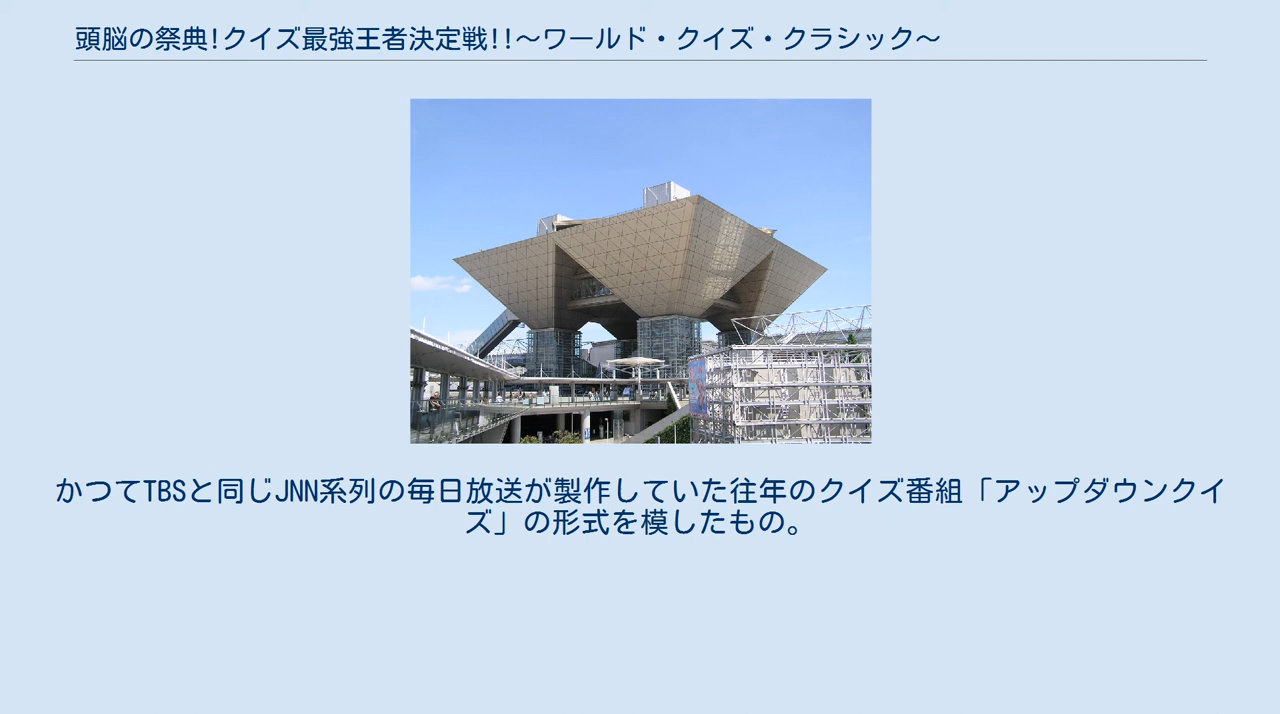 頭脳の祭典!クイズ最強王者決定戦!!～ワールド・クイズ・クラシック～
かつてTBSと同じJNN系列の毎日放送が製作していた往年のクイズ番組「アップダウンクイ
ズ」の形式を模したもの。